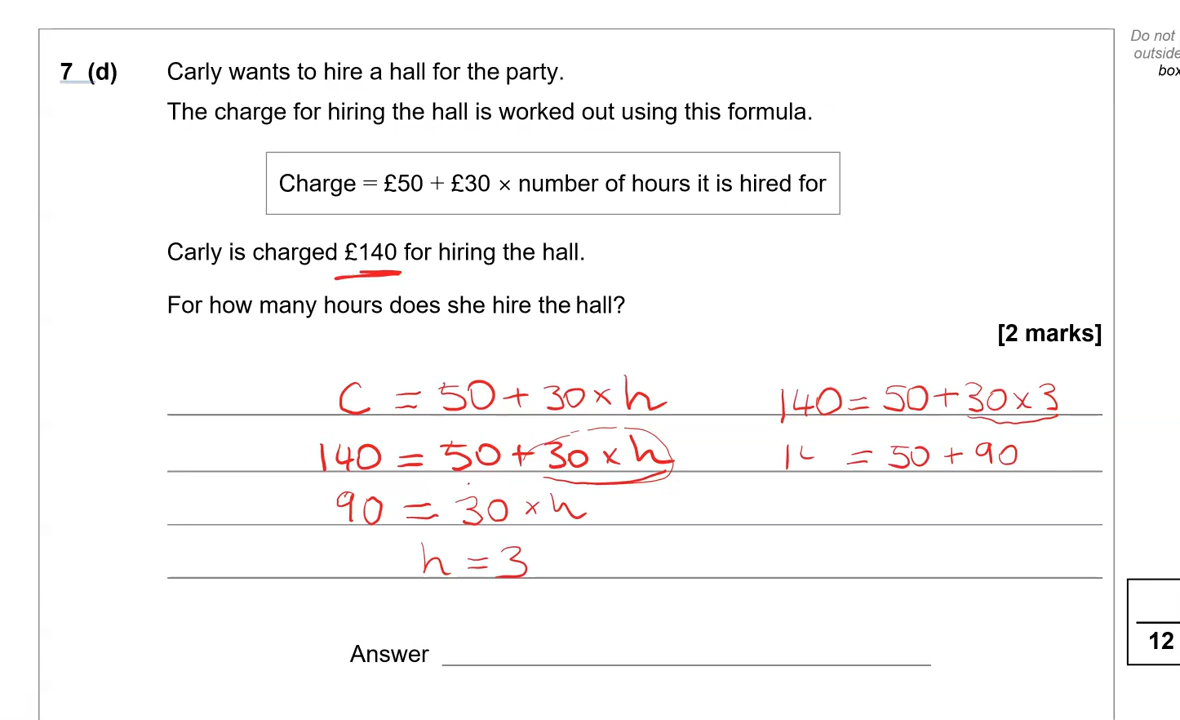 Do not
outside
box
7 (d) Carly wants to hire a hall for the party.
The charge for hiring the hall is worked out using this formula.
Charge = £50 + £30 × number of hours it is hired for
Carly is charged £140 for hiring the hall.
For how many hours does she hire the hall?
[2 marks]
C = 50 + 30 × h
140 = 50 + 30 × h
90 = 30 × h
h = 3
140 = 50 + 30 × 3
= 50 + 90
Answer
12